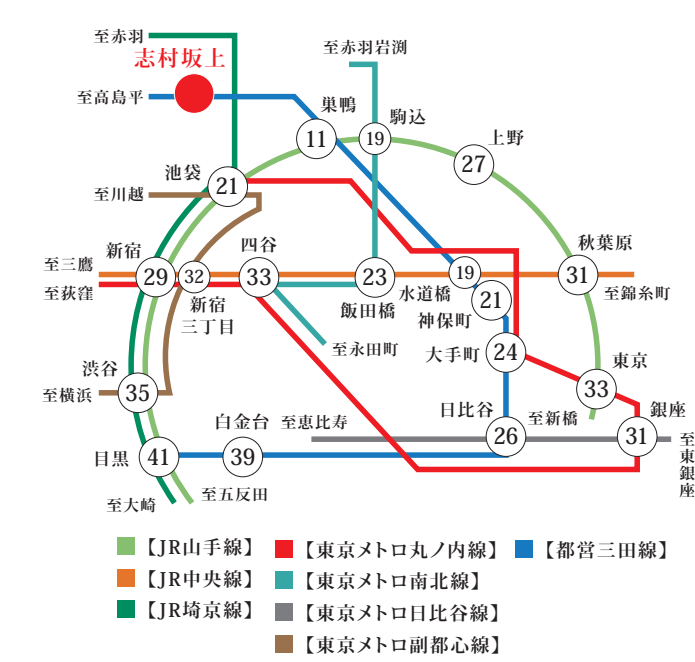 至赤羽
志村坂上
至高島平
至赤羽岩渕
巣鴨
11
駒込
19
上野
27
池袋
21
至川越
新宿
29
32
新宿
三丁目
四谷
33
飯田橋
23
水道橋
19
神保町
21
秋葉原
31
至三鷹
至荻窪
至錦糸町
至永田町
大手町
24
東京
33
渋谷
35
至横浜
白金台
39
至恵比寿
日比谷
26
至新橋
銀座
31
至東銀座
目黒
41
至大崎
至五反田
【JR山手線】
【JR中央線】
【JR埼京線】
【東京メトロ丸ノ内線】
【東京メトロ南北線】
【東京メトロ日比谷線】
【東京メトロ副都心線】
【都営三田線】